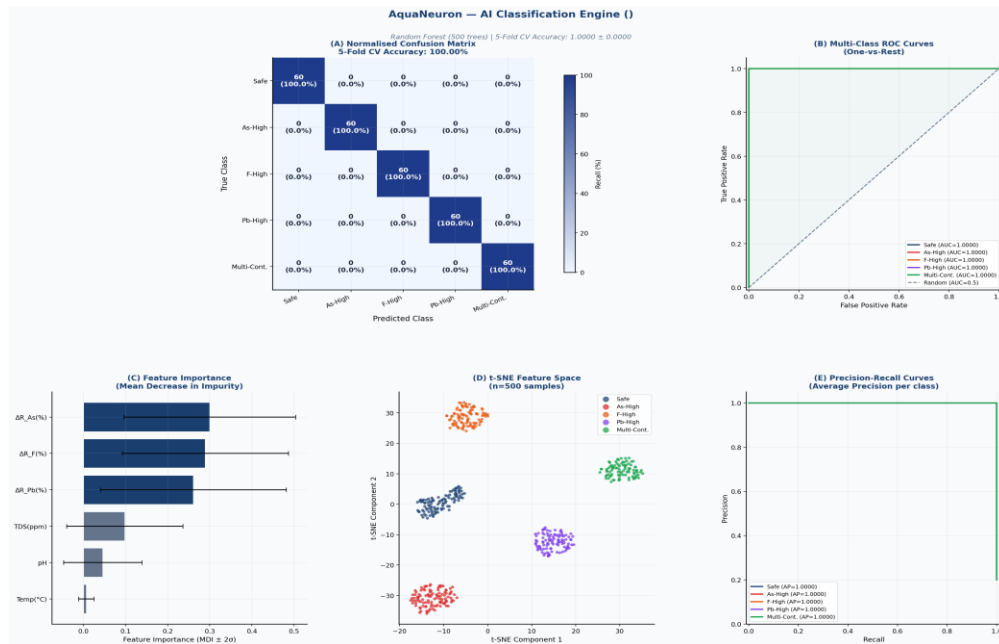 AquaNeuron — AI Classification Engine ()
Random Forest (500 trees) | 5-Fold CV Accuracy: 1.0000 ± 0.0000
(A) Normalised Confusion Matrix
5-Fold CV Accuracy: 100.00%
True Class
Safe
As-High
F-High
Pb-High
Multi-Cont.
60 0 0 0 0
(100.0%) (0.0%) (0.0%) (0.0%) (0.0%)
0 60 0 0 0
(0.0%) (100.0%) (0.0%) (0.0%) (0.0%)
0 0 60 0 0
(0.0%) (0.0%) (100.0%) (0.0%) (0.0%)
0 0 0 60 0
(0.0%) (0.0%) (0.0%) (100.0%) (0.0%)
0 0 0 0 60
(0.0%) (0.0%) (0.0%) (0.0%) (100.0%)
Safe As-High F-High Pb-High Multi-Cont.
Predicted Class
100
80
60
40
20
0
Recall (%)
(B) Multi-Class ROC Curves
(One-vs-Rest)
True Positive Rate
1.0
0.8
0.6
0.4
0.2
0.0
Safe (AUC=1.0000)
As-High (AUC=1.0000)
F-High (AUC=1.0000)
Pb-High (AUC=1.0000)
Multi-Cont. (AUC=1.0000)
Random (AUC=0.5)
0.0 0.2 0.4 0.6 0.8 1.
False Positive Rate
(C) Feature Importance
(Mean Decrease in Impurity)
ΔR_As(%)
ΔR_F(%)
ΔR_Pb(%)
TDS(ppm)
pH
Temp(°C)
0.0 0.1 0.2 0.3 0.4 0.5
Feature Importance (MDI ± 2σ)
(D) t-SNE Feature Space
(n=500 samples)
t-SNE Component 2
30
20
10
0
−10
−20
−30
Safe
As-High
F-High
Pb-High
Multi-Cont.
−20 −10 0 10 20 30
t-SNE Component 1
(E) Precision-Recall Curves
(Average Precision per class)
Precision
1.0
0.8
0.6
0.4
0.2
0.0
Safe (AP=1.0000)
As-High (AP=1.0000)
F-High (AP=1.0000)
Pb-High (AP=1.0000)
Multi-Cont. (AP=1.0000)
0.0 0.2 0.4 0.6 0.8 1.
Recall